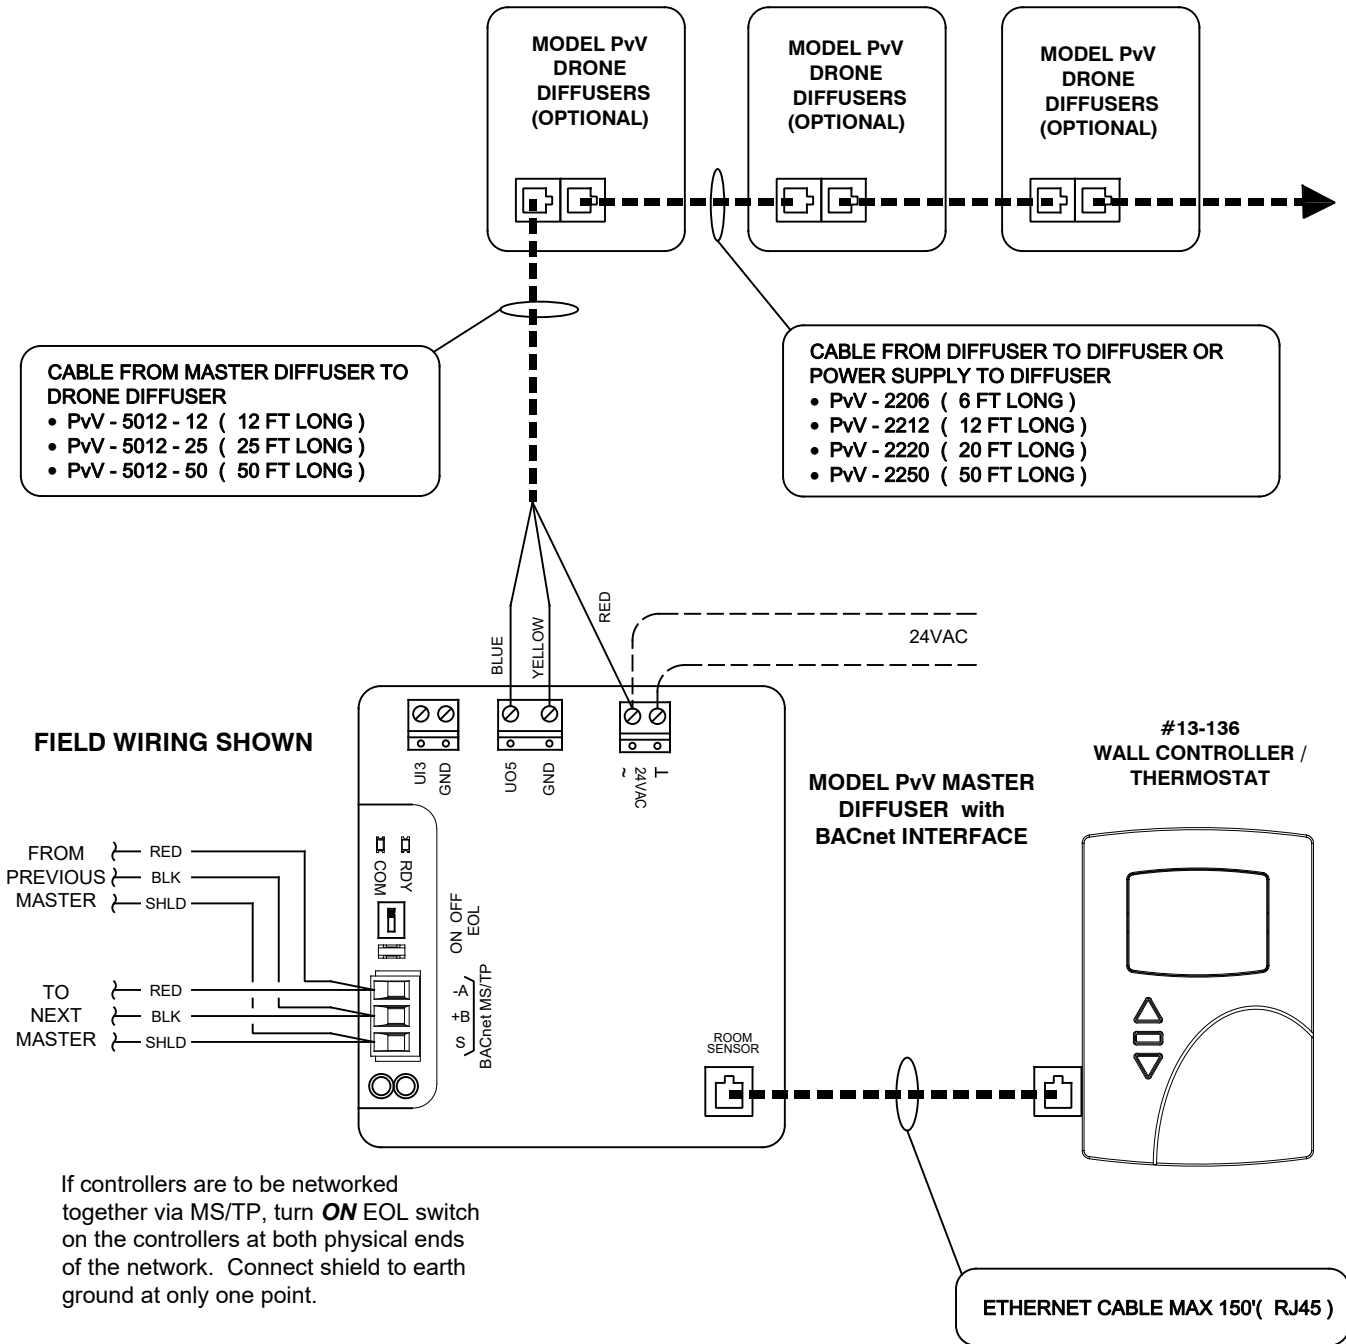 MODEL PvV
DRONE
DIFFUSERS
(OPTIONAL)
MODEL PvV
DRONE
DIFFUSERS
(OPTIONAL)
MODEL PvV
DRONE
DIFFUSERS
(OPTIONAL)
CABLE FROM MASTER DIFFUSER TO
DRONE DIFFUSER
• PvV - 5012 - 12 ( 12 FT LONG )
• PvV - 5012 - 25 ( 25 FT LONG )
• PvV - 5012 - 50 ( 50 FT LONG )
CABLE FROM DIFFUSER TO DIFFUSER OR
POWER SUPPLY TO DIFFUSER
• PvV - 2206 ( 6 FT LONG )
• PvV - 2212 ( 12 FT LONG )
• PvV - 2220 ( 20 FT LONG )
• PvV - 2250 ( 50 FT LONG )
BLUE
YELLOW
RED
24VAC
FIELD WIRING SHOWN
UI3
GND
UO5
GND
~
24VAC
⊥
MODEL PvV MASTER
DIFFUSER with
BACnet INTERFACE
#13-136
WALL CONTROLLER /
THERMOSTAT
FROM
PREVIOUS
MASTER
RED
BLK
SHLD
TO
NEXT
MASTER
RED
BLK
SHLD
COM
RDY
ON OFF
EOL
-A
+B
S
BACnet MS/TP
ROOM
SENSOR
If controllers are to be networked
together via MS/TP, turn ON EOL switch
on the controllers at both physical ends
of the network. Connect shield to earth
ground at only one point.
ETHERNET CABLE MAX 150'( RJ45 )